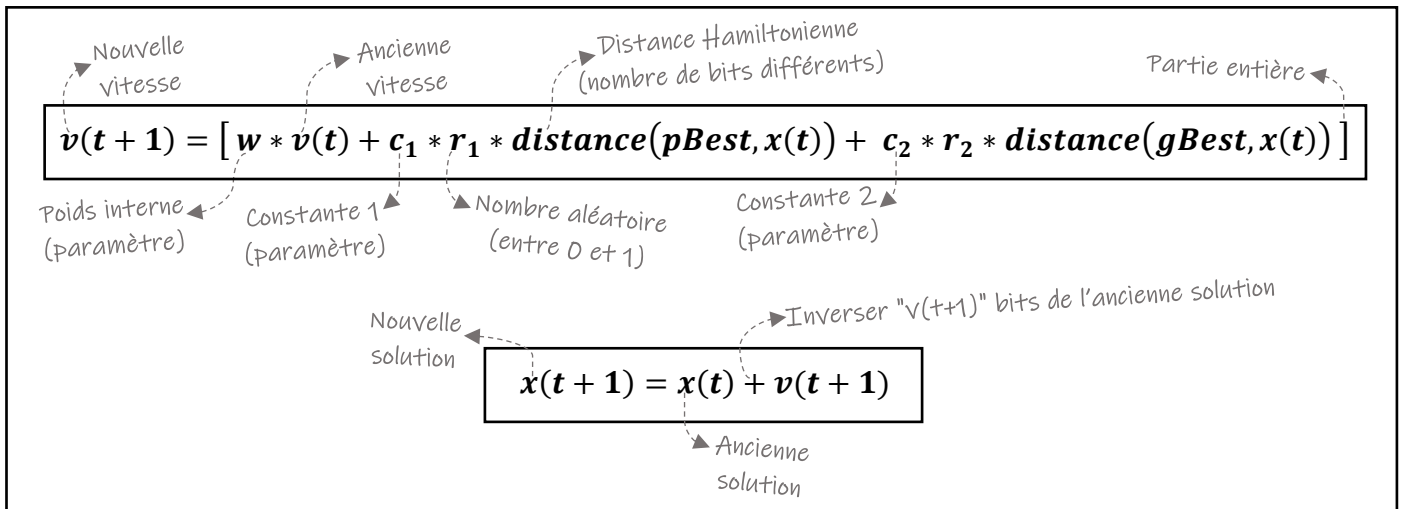 Nouvelle
vitesse
Ancienne
vitesse
Distance Hamiltonienne
(nombre de bits différents)
Partie entière
v(t + 1) = [ w * v(t) + c₁ * r₁ * distance(pBest, x(t)) + c₂ * r₂ * distance(gBest, x(t)) ]
Poids interne
(paramètre)
Constante 1
(paramètre)
Nombre aléatoire
(entre 0 et 1)
Constante 2
(paramètre)
Nouvelle
solution
Inverser "v(t+1)" bits de l'ancienne solution
x(t + 1) = x(t) + v(t + 1)
Ancienne
solution